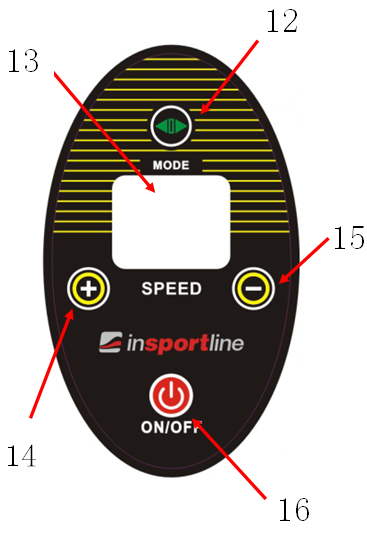 12
13
MODE
15
+ SPEED −
insportline
14
ON/OFF
16